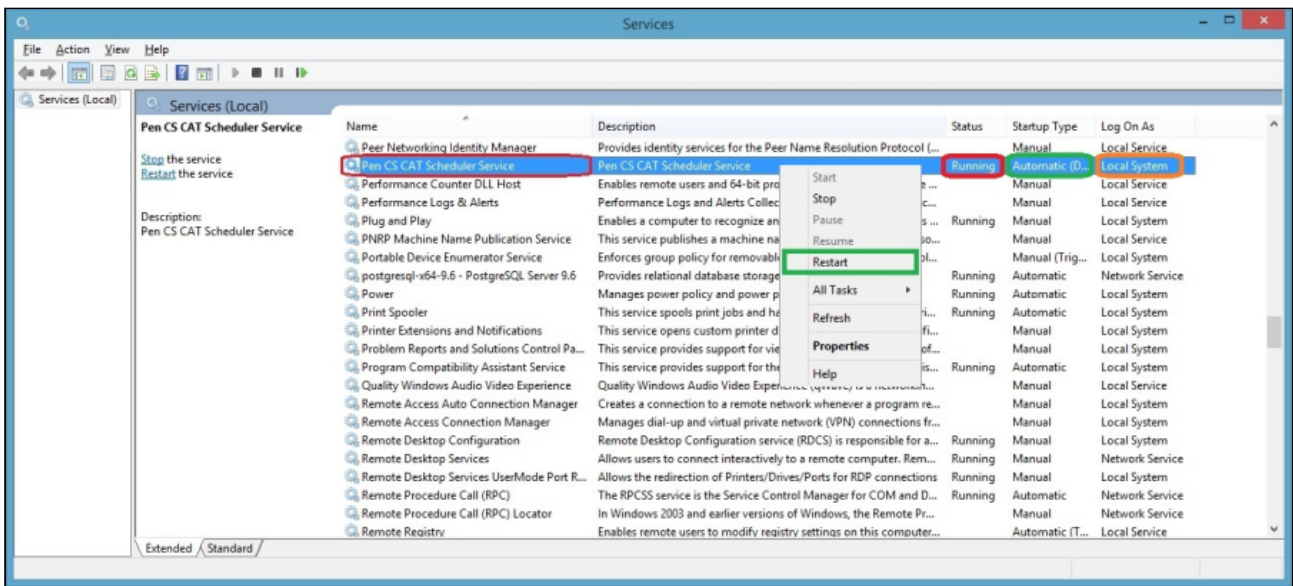 Services
File Action View Help
Services (Local)
Services (Local)
Pen CS CAT Scheduler Service
Stop the service
Restart the service
Description:
Pen CS CAT Scheduler Service
Name Description Status Startup Type Log On As
Peer Networking Identity Manager Provides identity services for the Peer Name Resolution Protocol (... Manual Local Service
Pen CS CAT Scheduler Service Pen CS CAT Scheduler Service Running Automatic (D... Local System
Performance Counter DLL Host Enables remote users and 64-bit pro e ... Manual Local Service
Performance Logs & Alerts Performance Logs and Alerts Collec c... Manual Local Service
Plug and Play Enables a computer to recognize an s ... Running Manual Local System
PNRP Machine Name Publication Service This service publishes a machine na so... Manual Local Service
Portable Device Enumerator Service Enforces group policy for removabl ol... Manual (Trig... Local System
postgresql-x64-9.6 - PostgreSQL Server 9.6 Provides relational database storage Running Automatic Network Service
Power Manages power policy and power p Running Automatic Local System
Print Spooler This service spools print jobs and ha ri... Running Automatic Local System
Printer Extensions and Notifications This service opens custom printer d fi... Manual Local System
Problem Reports and Solutions Control Pa... This service provides support for vie of... Manual Local System
Program Compatibility Assistant Service This service provides support for the is... Running Automatic Local System
Quality Windows Audio Video Experience Quality Windows Audio Video Experience Manual Local Service
Remote Access Auto Connection Manager Creates a connection to a remote network whenever a program re... Manual Local System
Remote Access Connection Manager Manages dial-up and virtual private network (VPN) connections fr... Manual Local System
Remote Desktop Configuration Remote Desktop Configuration service (RDCS) is responsible for a... Running Manual Local System
Remote Desktop Services Allows users to connect interactively to a remote computer. Rem... Running Manual Network Service
Remote Desktop Services UserMode Port R... Allows the redirection of Printers/Drives/Ports for RDP connections Running Manual Local System
Remote Procedure Call (RPC) The RPCSS service is the Service Control Manager for COM and D... Running Automatic Network Service
Remote Procedure Call (RPC) Locator In Windows 2003 and earlier versions of Windows, the Remote Pr... Manual Network Service
Remote Registry Enables remote users to modify registry settings on this computer... Automatic (T... Local Service
Start
Stop
Pause
Resume
Restart
All Tasks
Refresh
Properties
Help
Extended Standard